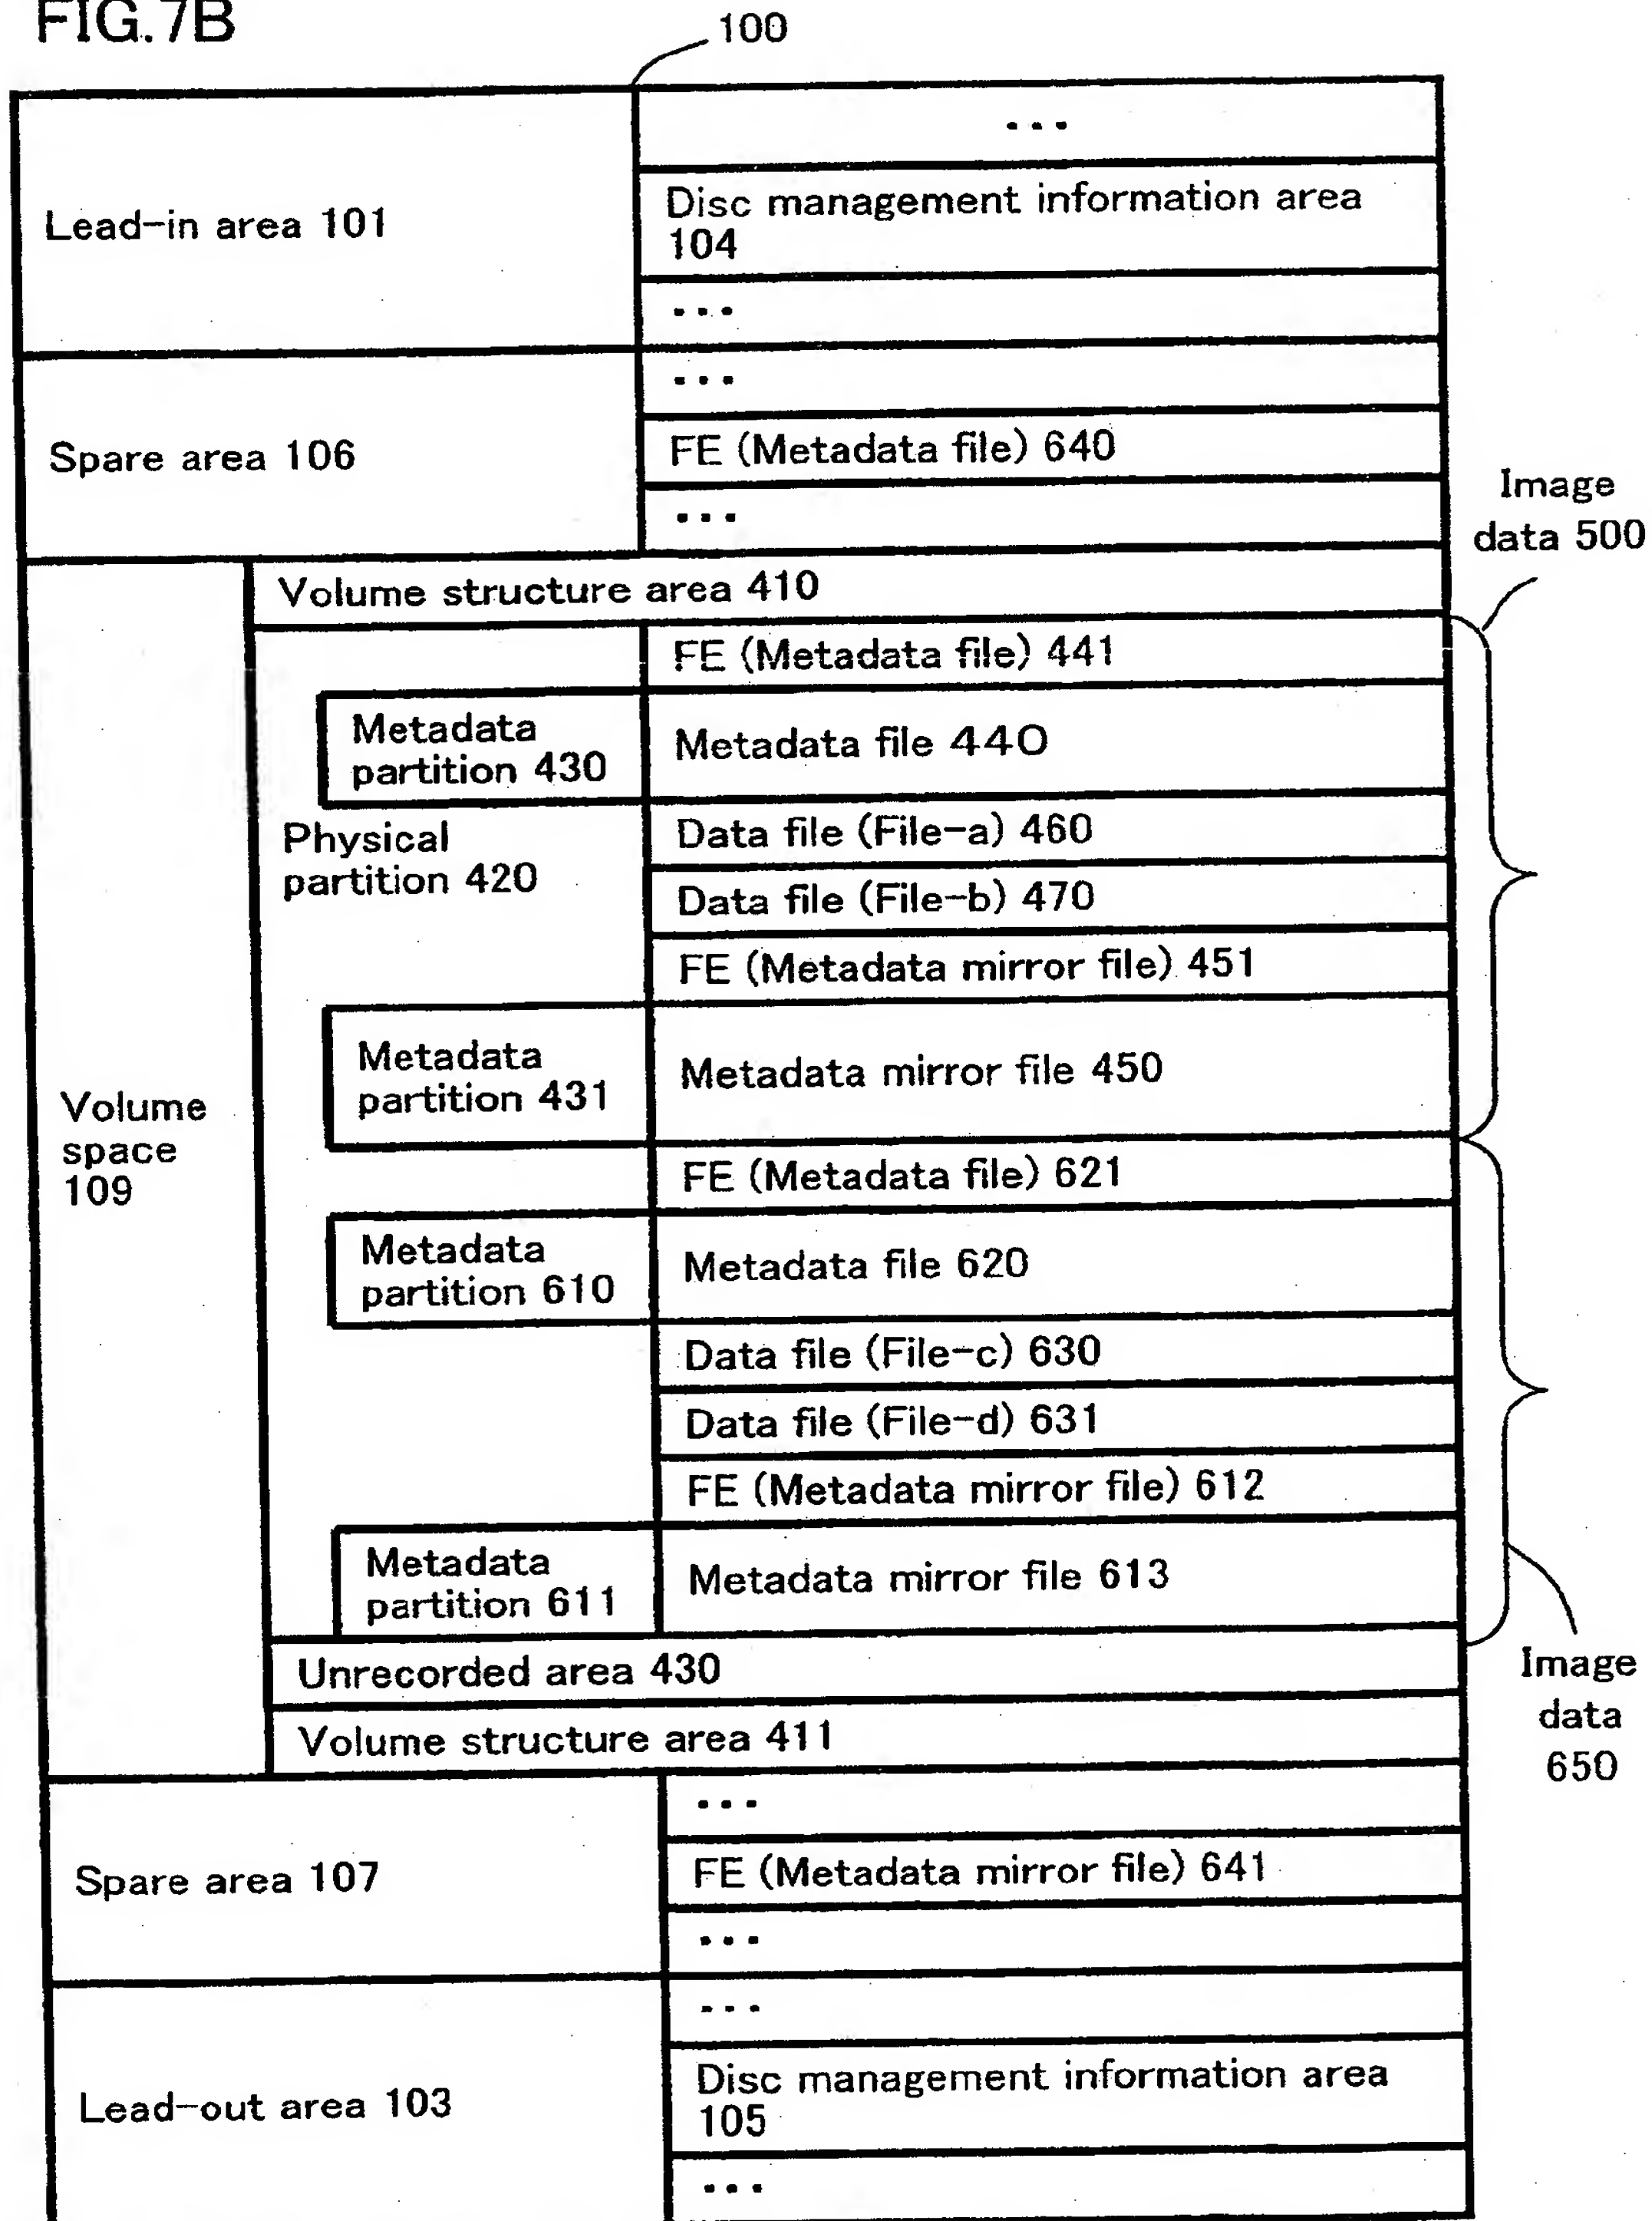 FIG.7B
100
...
Lead-in area 101
Disc management information area
104
...
...
Spare area 106
FE (Metadata file) 640
...
Image
data 500
Volume structure area 410
FE (Metadata file) 441
Metadata
partition 430
Metadata file 440
Physical
partition 420
Data file (File-a) 460
Data file (File-b) 470
FE (Metadata mirror file) 451
Metadata
partition 431
Metadata mirror file 450
Volume
space
109
FE (Metadata file) 621
Metadata
partition 610
Metadata file 620
Data file (File-c) 630
Data file (File-d) 631
FE (Metadata mirror file) 612
Metadata
partition 611
Metadata mirror file 613
Unrecorded area 430
Image
data
650
Volume structure area 411
...
Spare area 107
FE (Metadata mirror file) 641
...
...
Lead-out area 103
Disc management information area
105
...